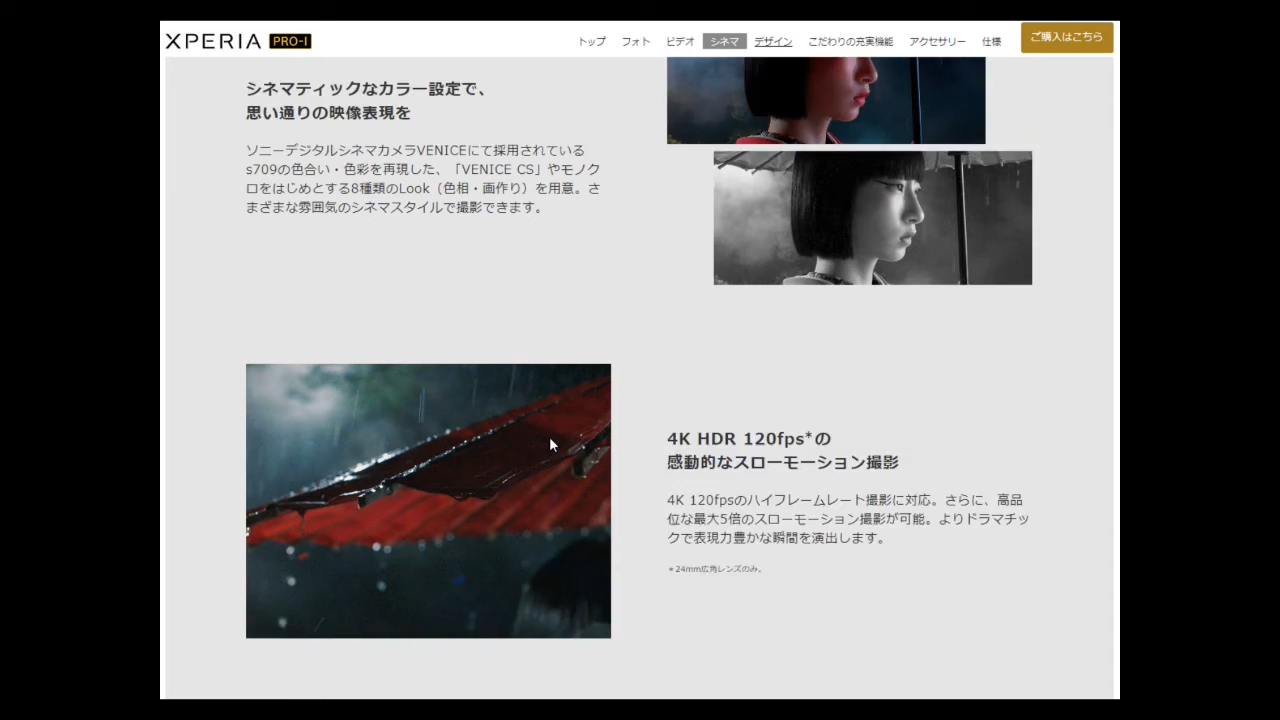 XPERIA PRO-I
トップ フォト ビデオ シネマ デザイン こだわりの充実機能 アクセサリー 仕様 ご購入はこちら
シネマティックなカラー設定で、
思い通りの映像表現を
ソニーデジタルシネマカメラVENICEにて採用されている
s709の色合い・色彩を再現した、「VENICE CS」やモノク
ロをはじめとする8種類のLook（色相・画作り）を用意。さ
まざまな雰囲気のシネマスタイルで撮影できます。
4K HDR 120fps*の
感動的なスローモーション撮影
4K 120fpsのハイフレームレート撮影に対応。さらに、高品
位な最大5倍のスローモーション撮影が可能。よりドラマチッ
クで表現力豊かな瞬間を演出します。
* 24mm広角レンズのみ。